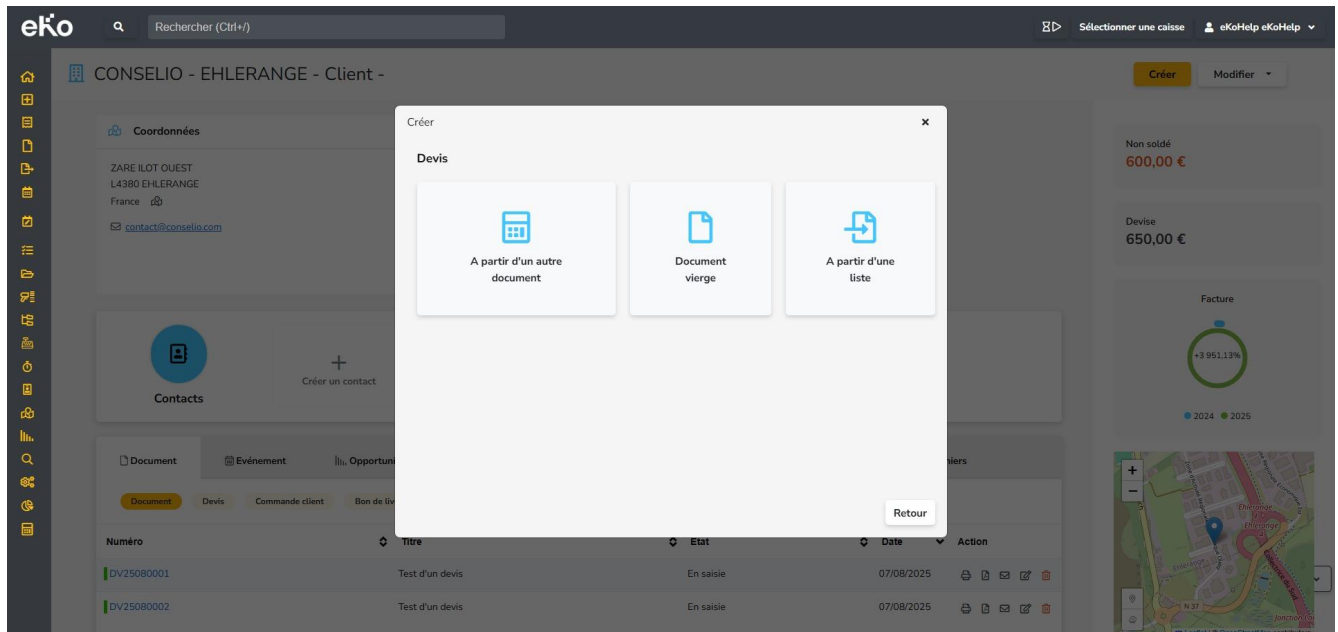 eKo
Rechercher (Ctrl+/)
Sélectionner une caisse
eKoHelp eKoHelp
CONSELIO - EHLERANGE - Client -
Créer
Modifier
Coordonnées
ZARE ILOT OUEST
L4380 EHLERANGE
France
contact@conselio.com
Créer
Devis
A partir d'un autre
document
Document
vierge
A partir d'une
liste
Retour
Non soldé
600,00 €
Devise
650,00 €
Facture
+3 951,13%
2024
2025
Contacts
Créer un contact
Document
Evénement
Opportuni
iers
Document
Devis
Commande client
Bon de liv
Numéro
Titre
Etat
Date
Action
DV25080001
Test d'un devis
En saisie
07/08/2025
DV25080002
Test d'un devis
En saisie
07/08/2025
+
−
Ehlerange
Ehlerange
N 37